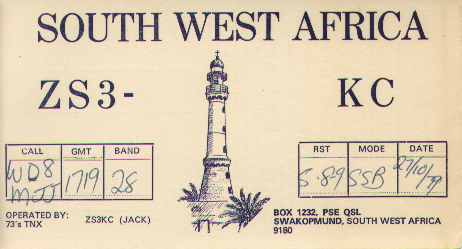 SOUTH WEST AFRICA
ZS3- KC
CALL GMT BAND
WD8 MJJ 1719 28
RST MODE DATE
5-89 SSB 27/10/79
OPERATED BY: ZS3KC (JACK)
73's TNX
BOX 1232, PSE QSL
SWAKOPMUND, SOUTH WEST AFRICA
9180